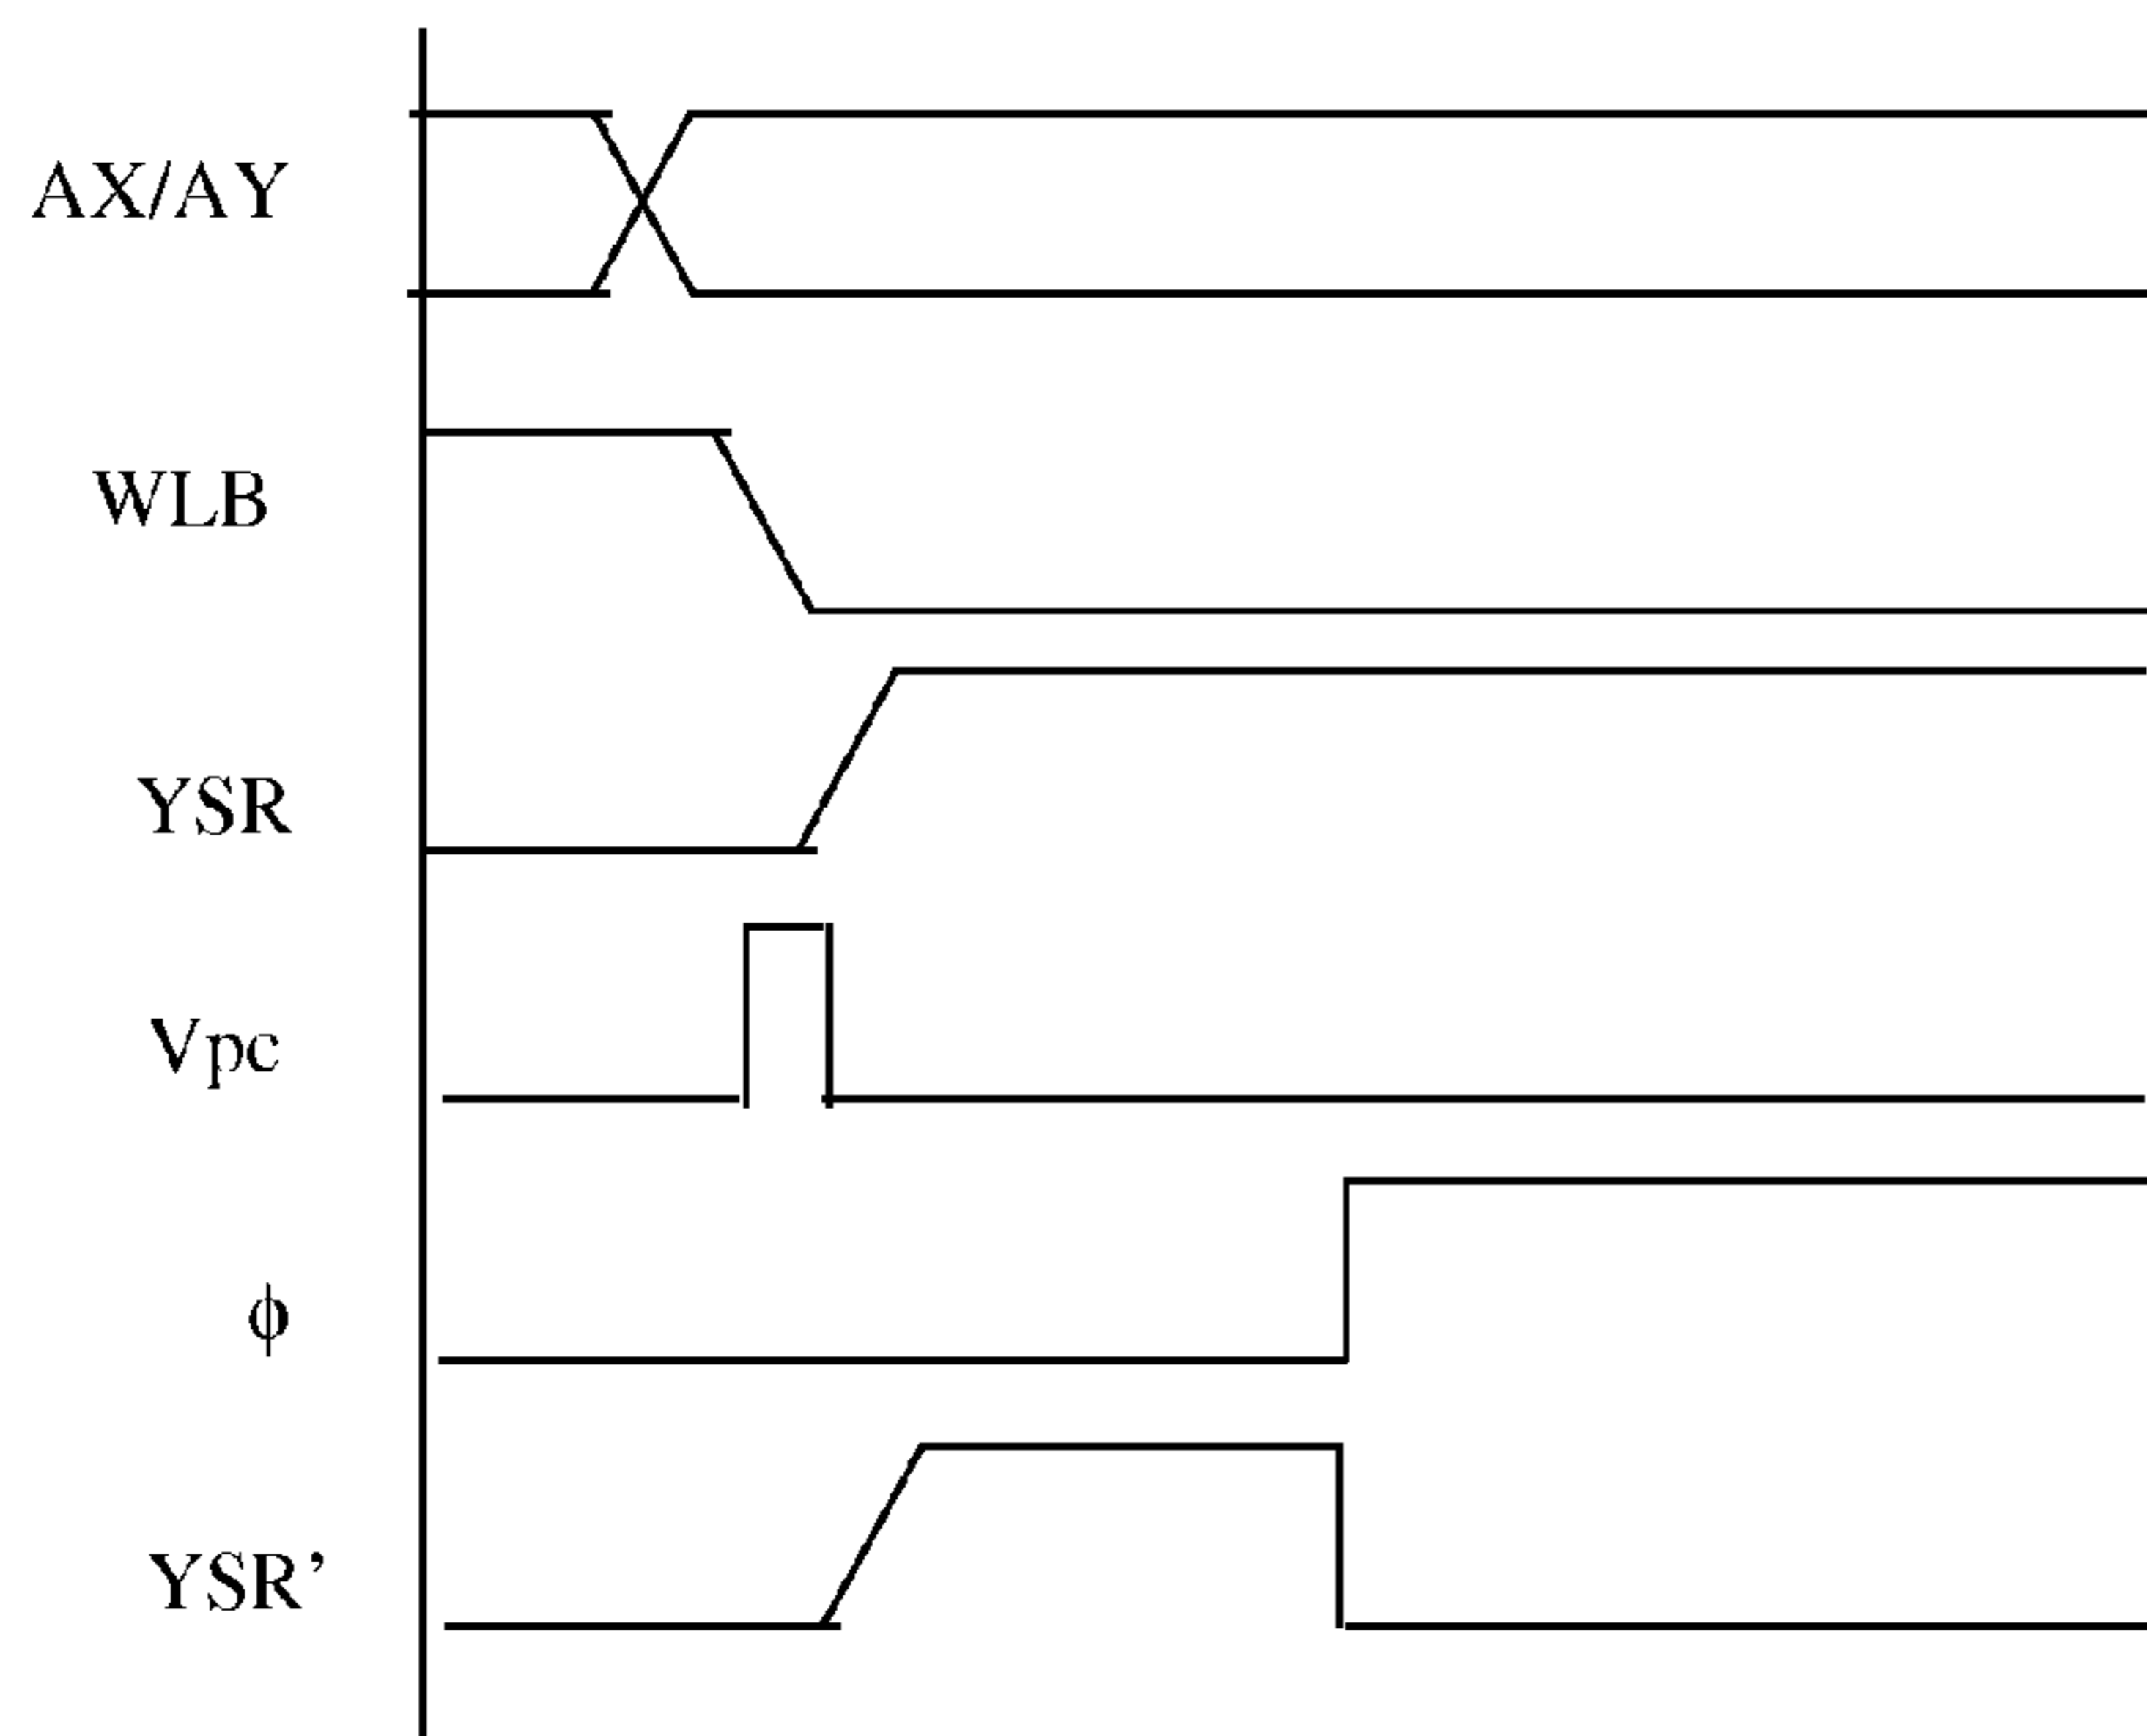 AX/AY
WLB
YSR
Vpc
ϕ
YSR’